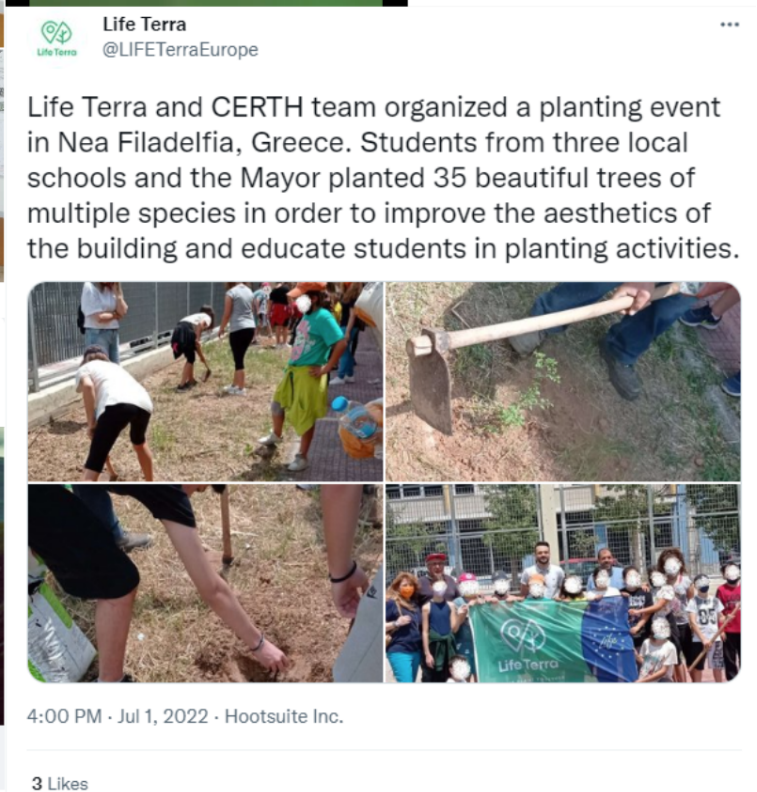 Life Terra
Life Terra
@LIFETerraEurope
Life Terra and CERTH team organized a planting event
in Nea Filadelfia, Greece. Students from three local
schools and the Mayor planted 35 beautiful trees of
multiple species in order to improve the aesthetics of
the building and educate students in planting activities.
85
Life Terra
4:00 PM · Jul 1, 2022 · Hootsuite Inc.
3 Likes